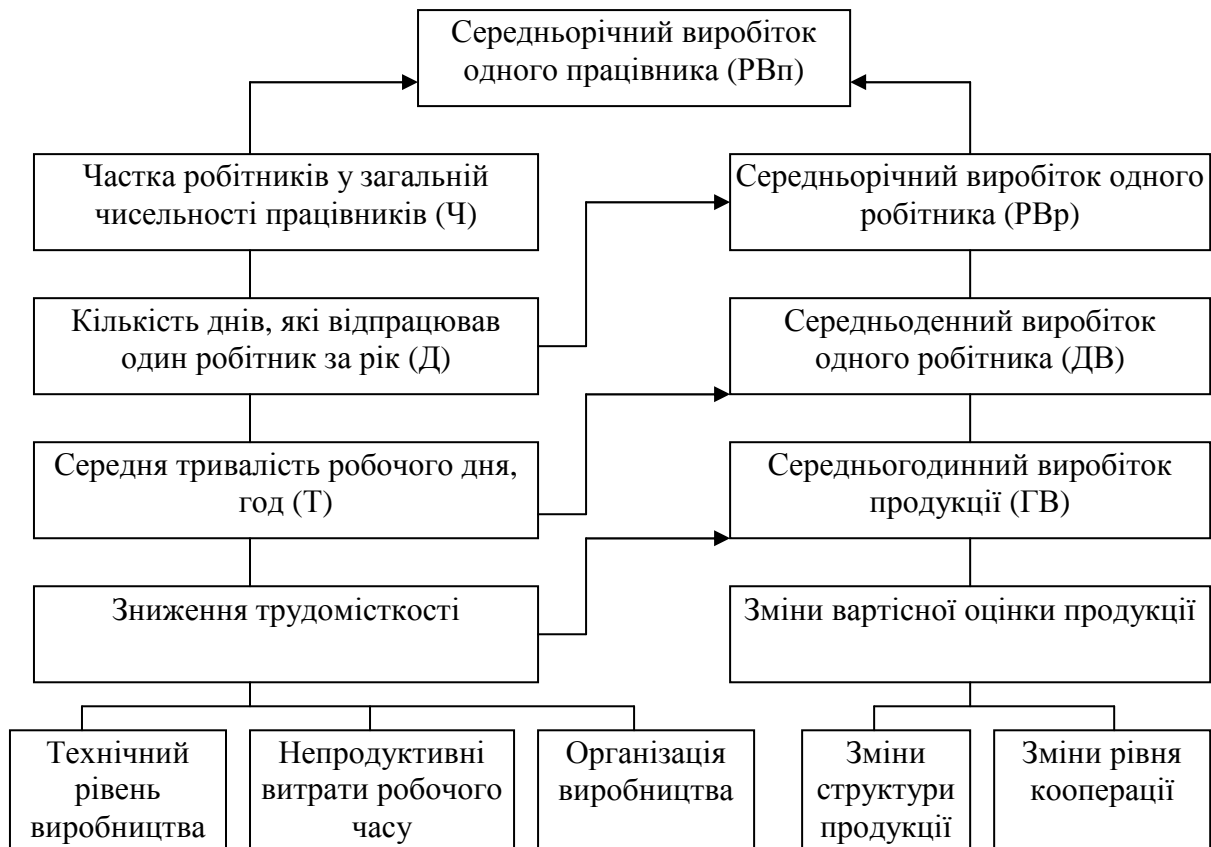 Середньорічний виробіток
одного працівника (РВп)
Частка робітників у загальній
чисельності працівників (Ч)
Середньорічний виробіток одного
робітника (РВр)
Кількість днів, які відпрацював
один робітник за рік (Д)
Середньоденний виробіток
одного робітника (ДВ)
Середня тривалість робочого дня,
год (Т)
Середньогодинний виробіток
продукції (ГВ)
Зниження трудомісткості
Зміни вартісної оцінки продукції
Технічний
рівень
виробництва
Непродуктивні
витрати робочого
часу
Організація
виробництва
Зміни
структури
продукції
Зміни рівня
кооперації